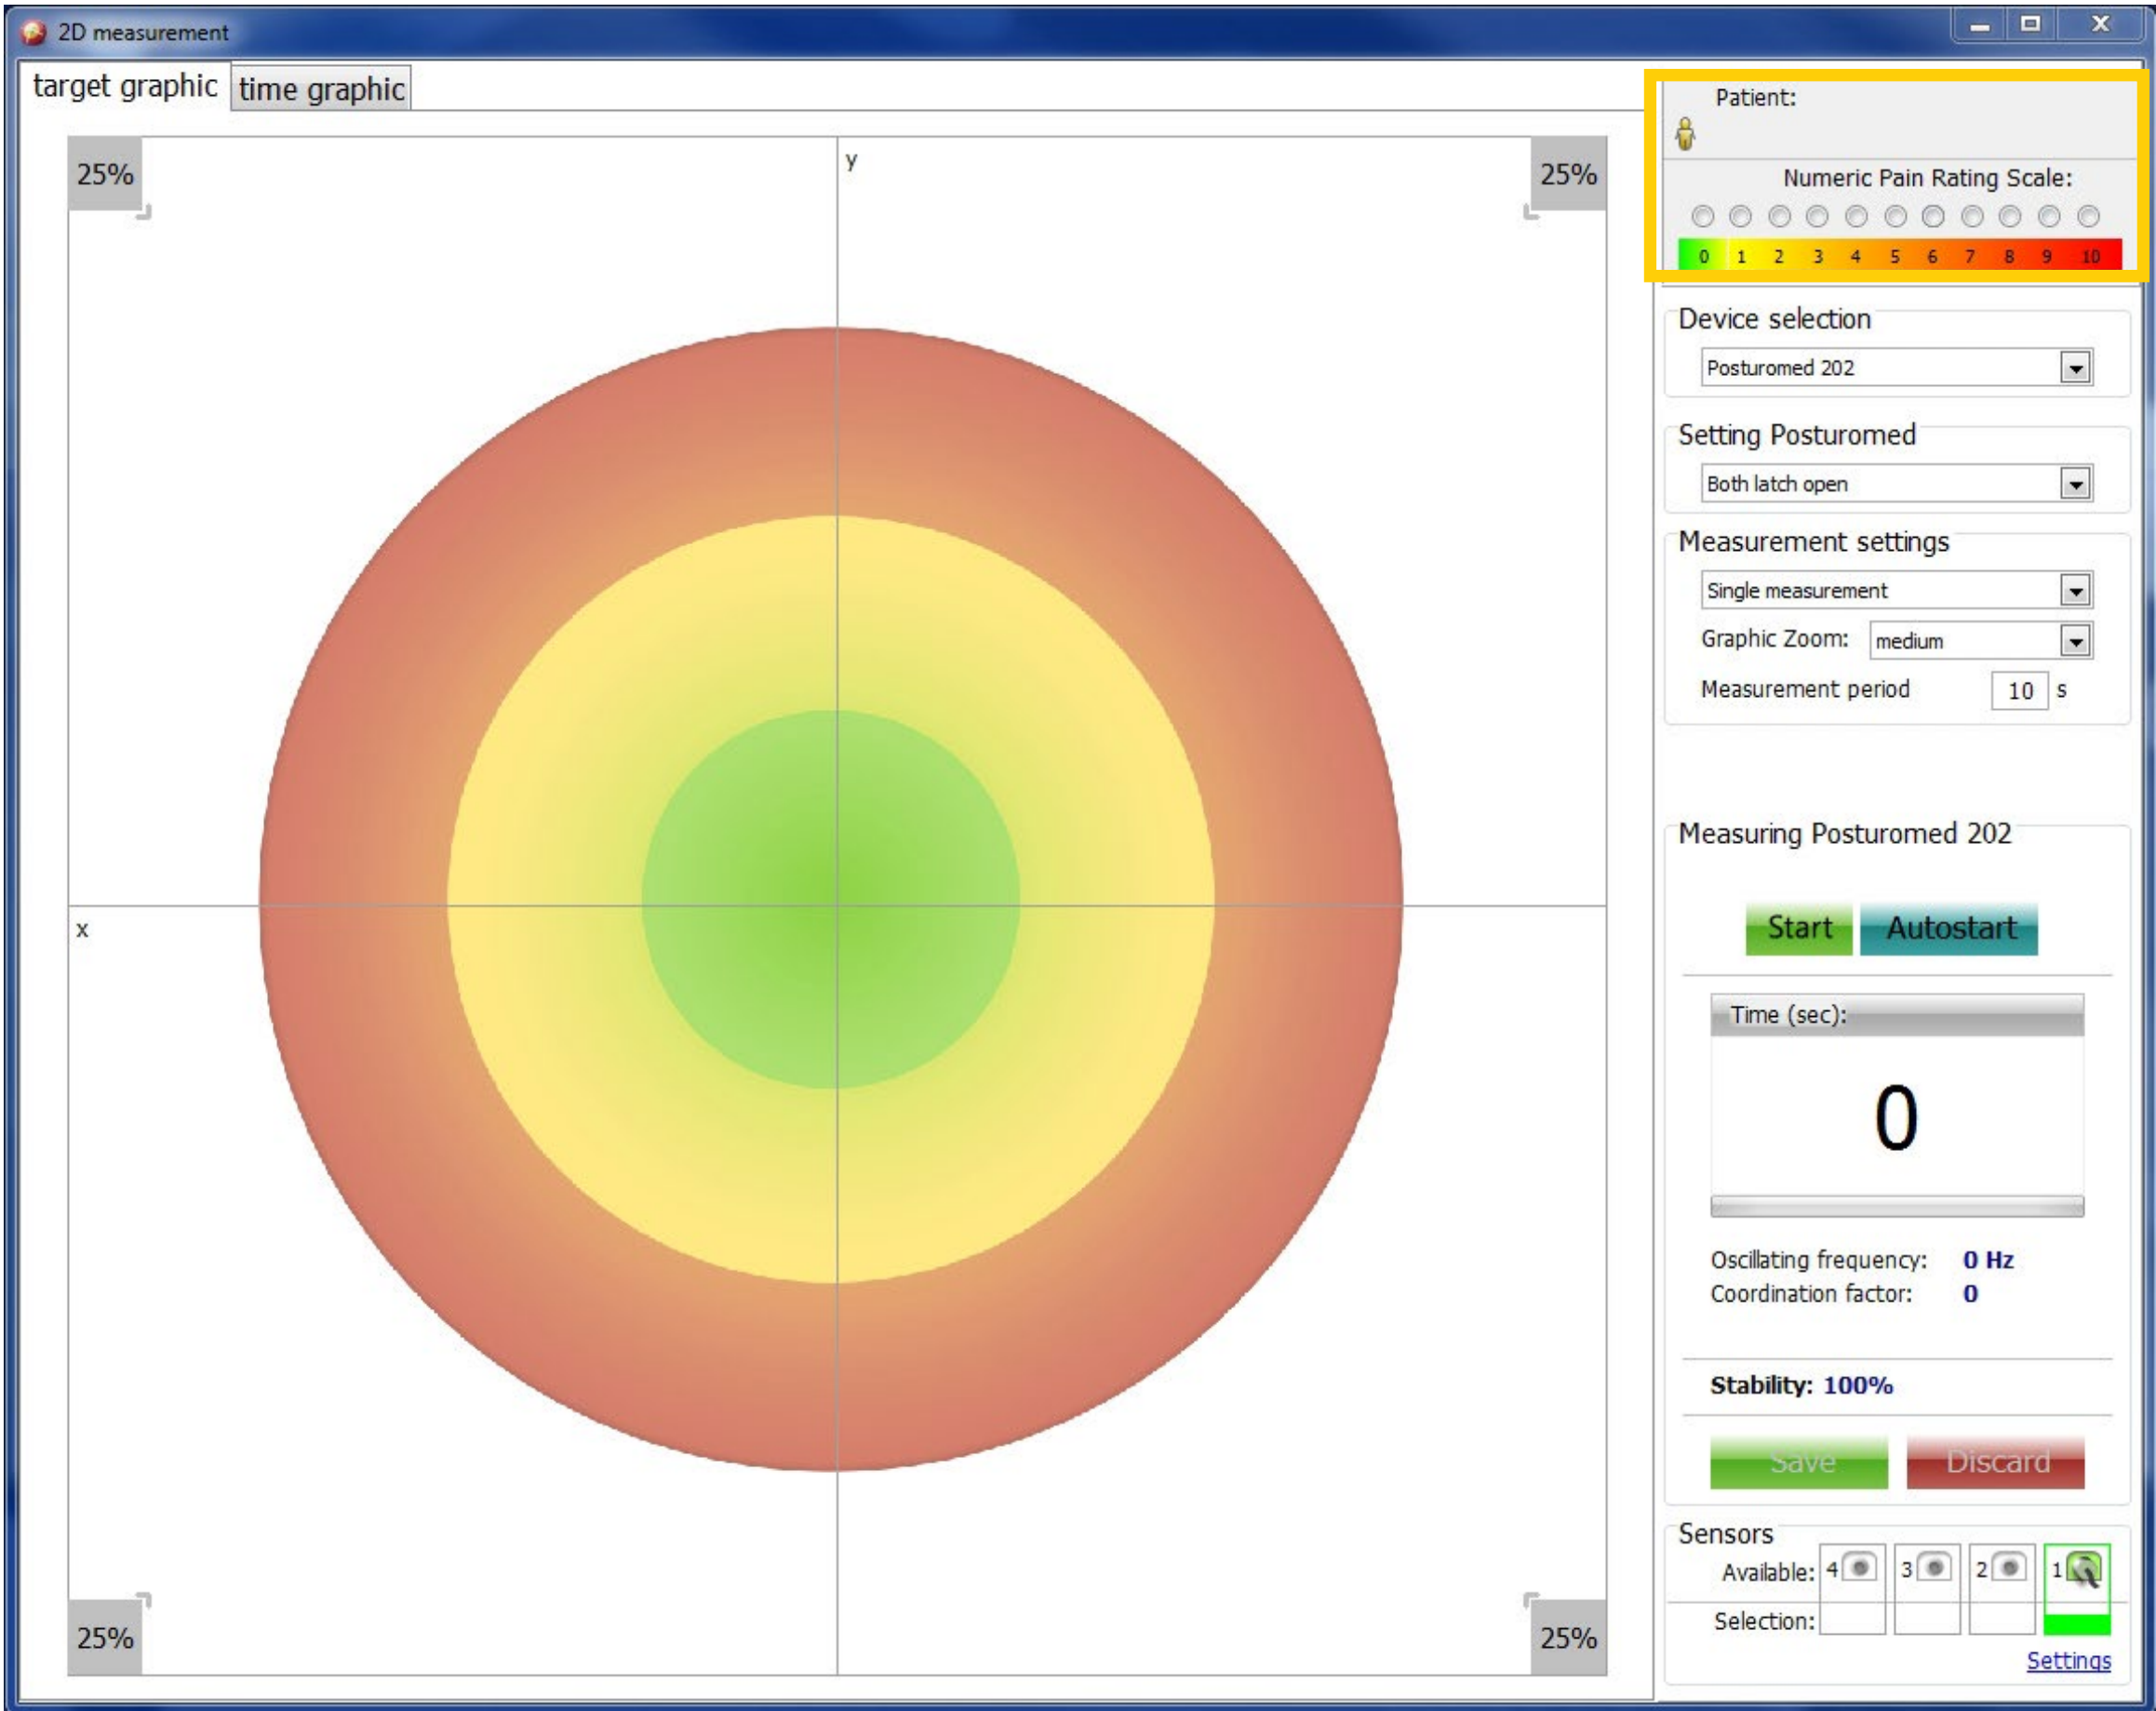 2D measurement
target graphic
time graphic
25%
y
25%
x
25%
25%
Patient:
Numeric Pain Rating Scale:
0 1 2 3 4 5 6 7 8 9 10
Device selection
Posturomed 202
Setting Posturomed
Both latch open
Measurement settings
Single measurement
Graphic Zoom: medium
Measurement period 10 s
Measuring Posturomed 202
Start Autostart
Time (sec):
0
Oscillating frequency: 0 Hz
Coordination factor: 0
Stability: 100%
Save Discard
Sensors
Available: 4 3 2 1
Selection:
Settings